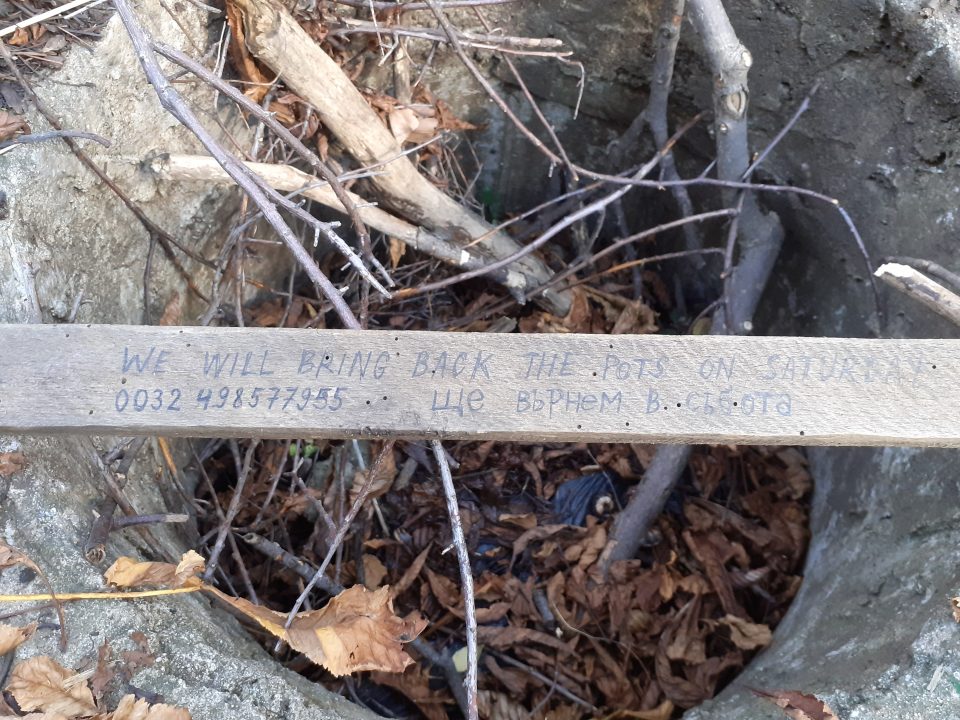 WE WILL BRING BACK THE POTS ON SATURDAY
0032 498577955 ще върнем в събота